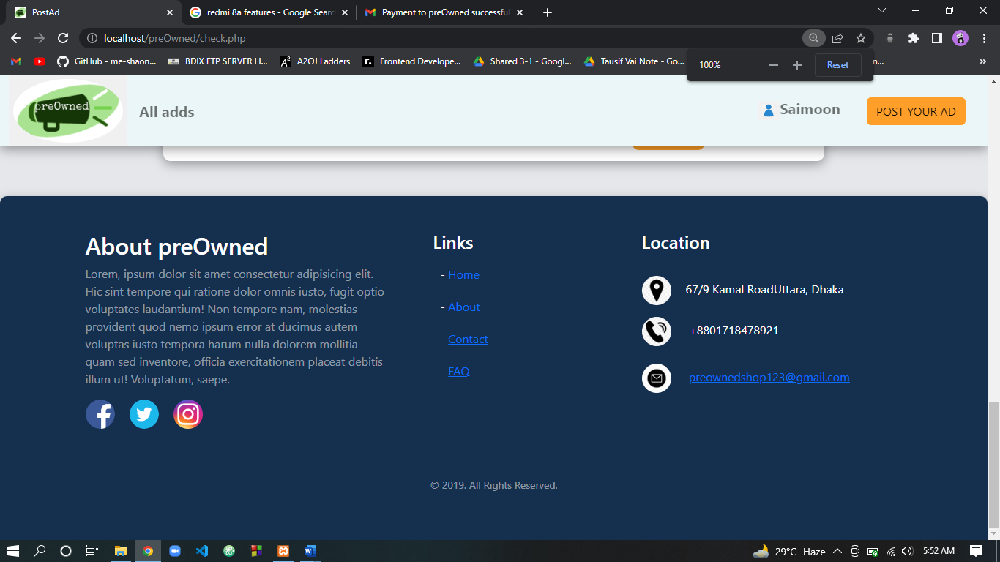 PostAd
redmi 8a features - Google Searc
Payment to preOwned successful
localhost/preOwned/check.php
GitHub - me-shaon...
BDIX FTP SERVER LI...
A2OJ Ladders
Frontend Develope...
Shared 3-1 - Googl...
Tausif Vai Note - Go...
n...
»
100%
Reset
preOwned
All adds
Saimoon
POST YOUR AD
About preOwned
Lorem, ipsum dolor sit amet consectetur adipisicing elit.
Hic sint tempore qui ratione dolor omnis iusto, fugit optio
voluptates laudantium! Non tempore nam, molestias
provident quod nemo ipsum error at ducimus autem
voluptas iusto tempora harum nulla dolorem mollitia
quam sed inventore, officia exercitationem placeat debitis
illum ut! Voluptatum, saepe.
Links
- Home
- About
- Contact
- FAQ
Location
67/9 Kamal RoadUttara, Dhaka
+8801718478921
preownedshop123@gmail.com
© 2019. All Rights Reserved.
29°C Haze
5:52 AM